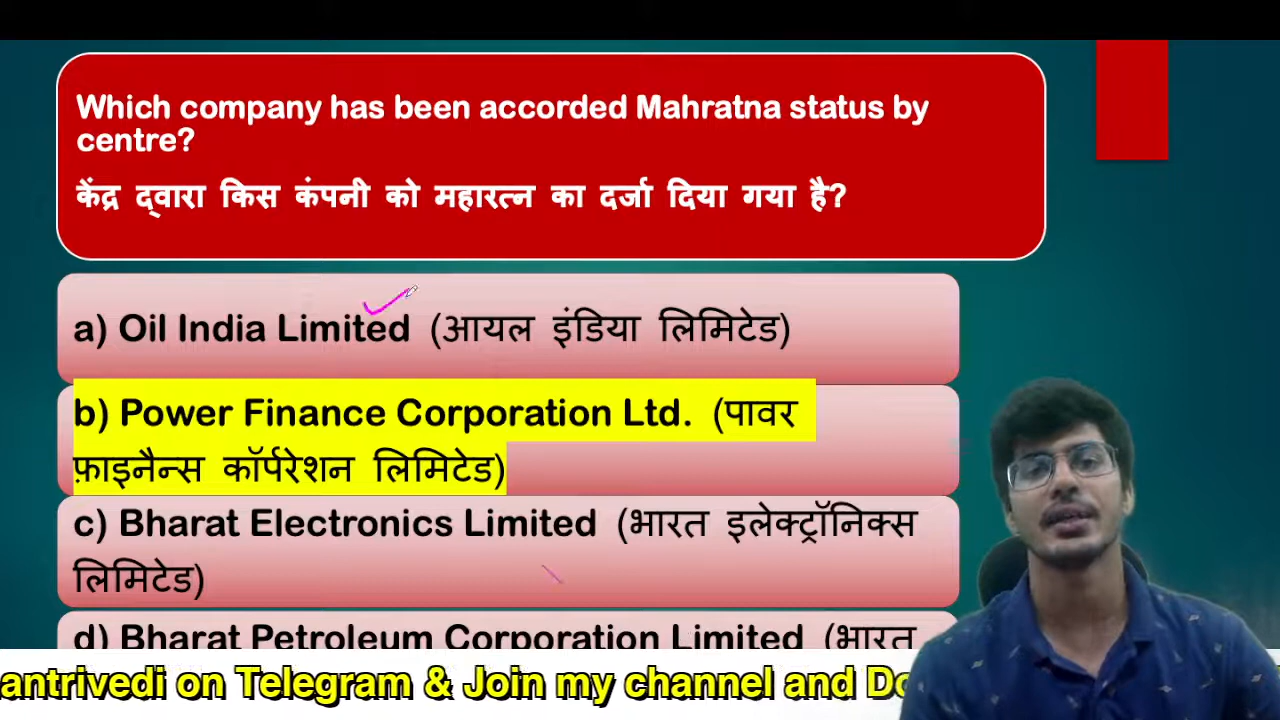 Which company has been accorded Mahratna status by
centre?
केंद्र द्वारा किस कंपनी को महारत्न का दर्जा दिया गया है?
a) Oil India Limited (आयल इंडिया लिमिटेड)
b) Power Finance Corporation Ltd. (पावर
फ़ाइनैन्स कॉर्परेशन लिमिटेड)
c) Bharat Electronics Limited (भारत इलेक्ट्रॉनिक्स
लिमिटेड)
d) Bharat Petroleum Corporation Limited (भारत
antrivedi on Telegram & Join my channel and Do